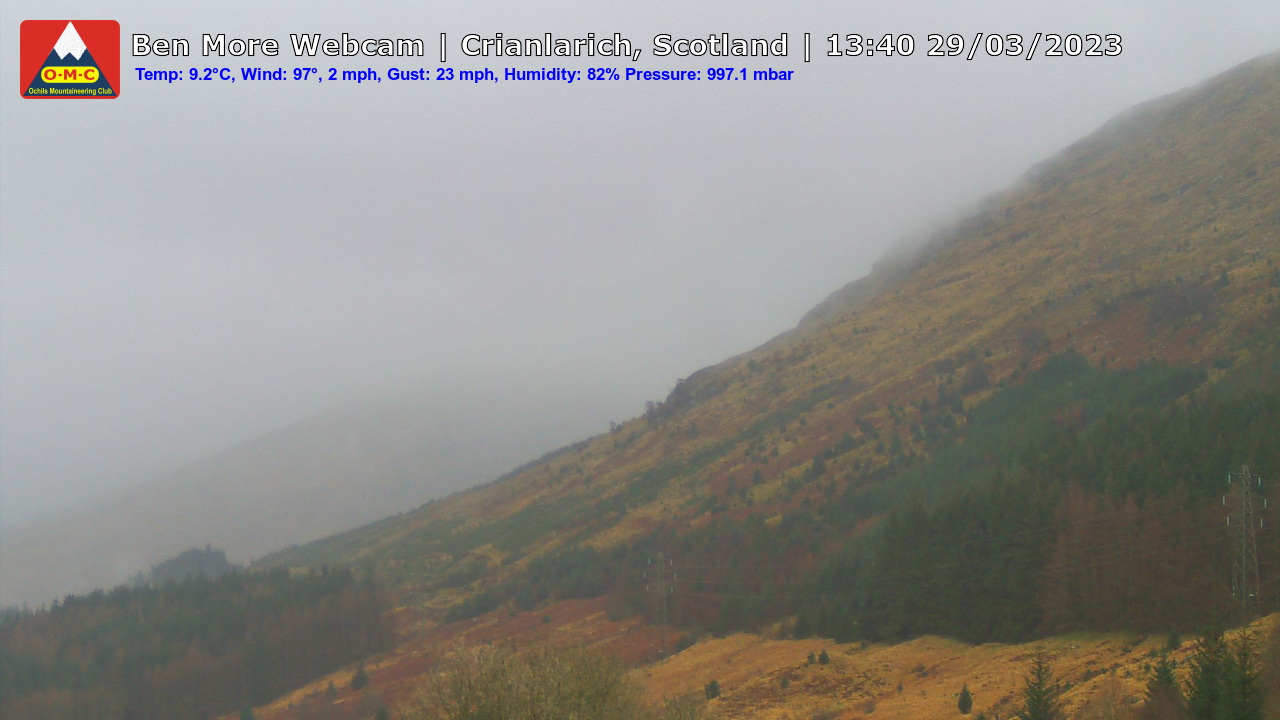 Ben More Webcam | Crianlarich, Scotland | 13:40 29/03/2023
Temp: 9.2°C, Wind: 97°, 2 mph, Gust: 23 mph, Humidity: 82% Pressure: 997.1 mbar
O·M·C
Ochils Mountaineering Club